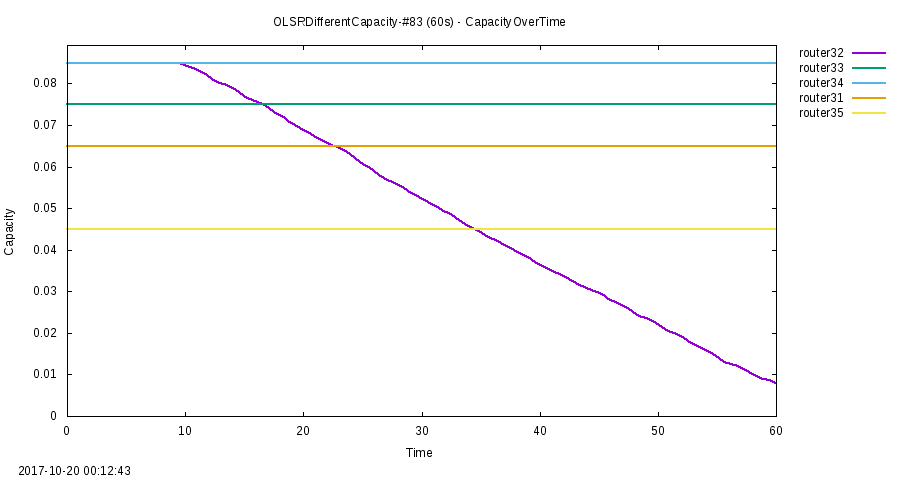 OLSRDifferentCapacity-#83 (60s) - CapacityOverTime
router32
router33
router34
router31
router35
0.08
0.07
0.06
0.05
0.04
0.03
0.02
0.01
0
Capacity
0 10 20 30 40 50 60
Time
2017-10-20 00:12:43